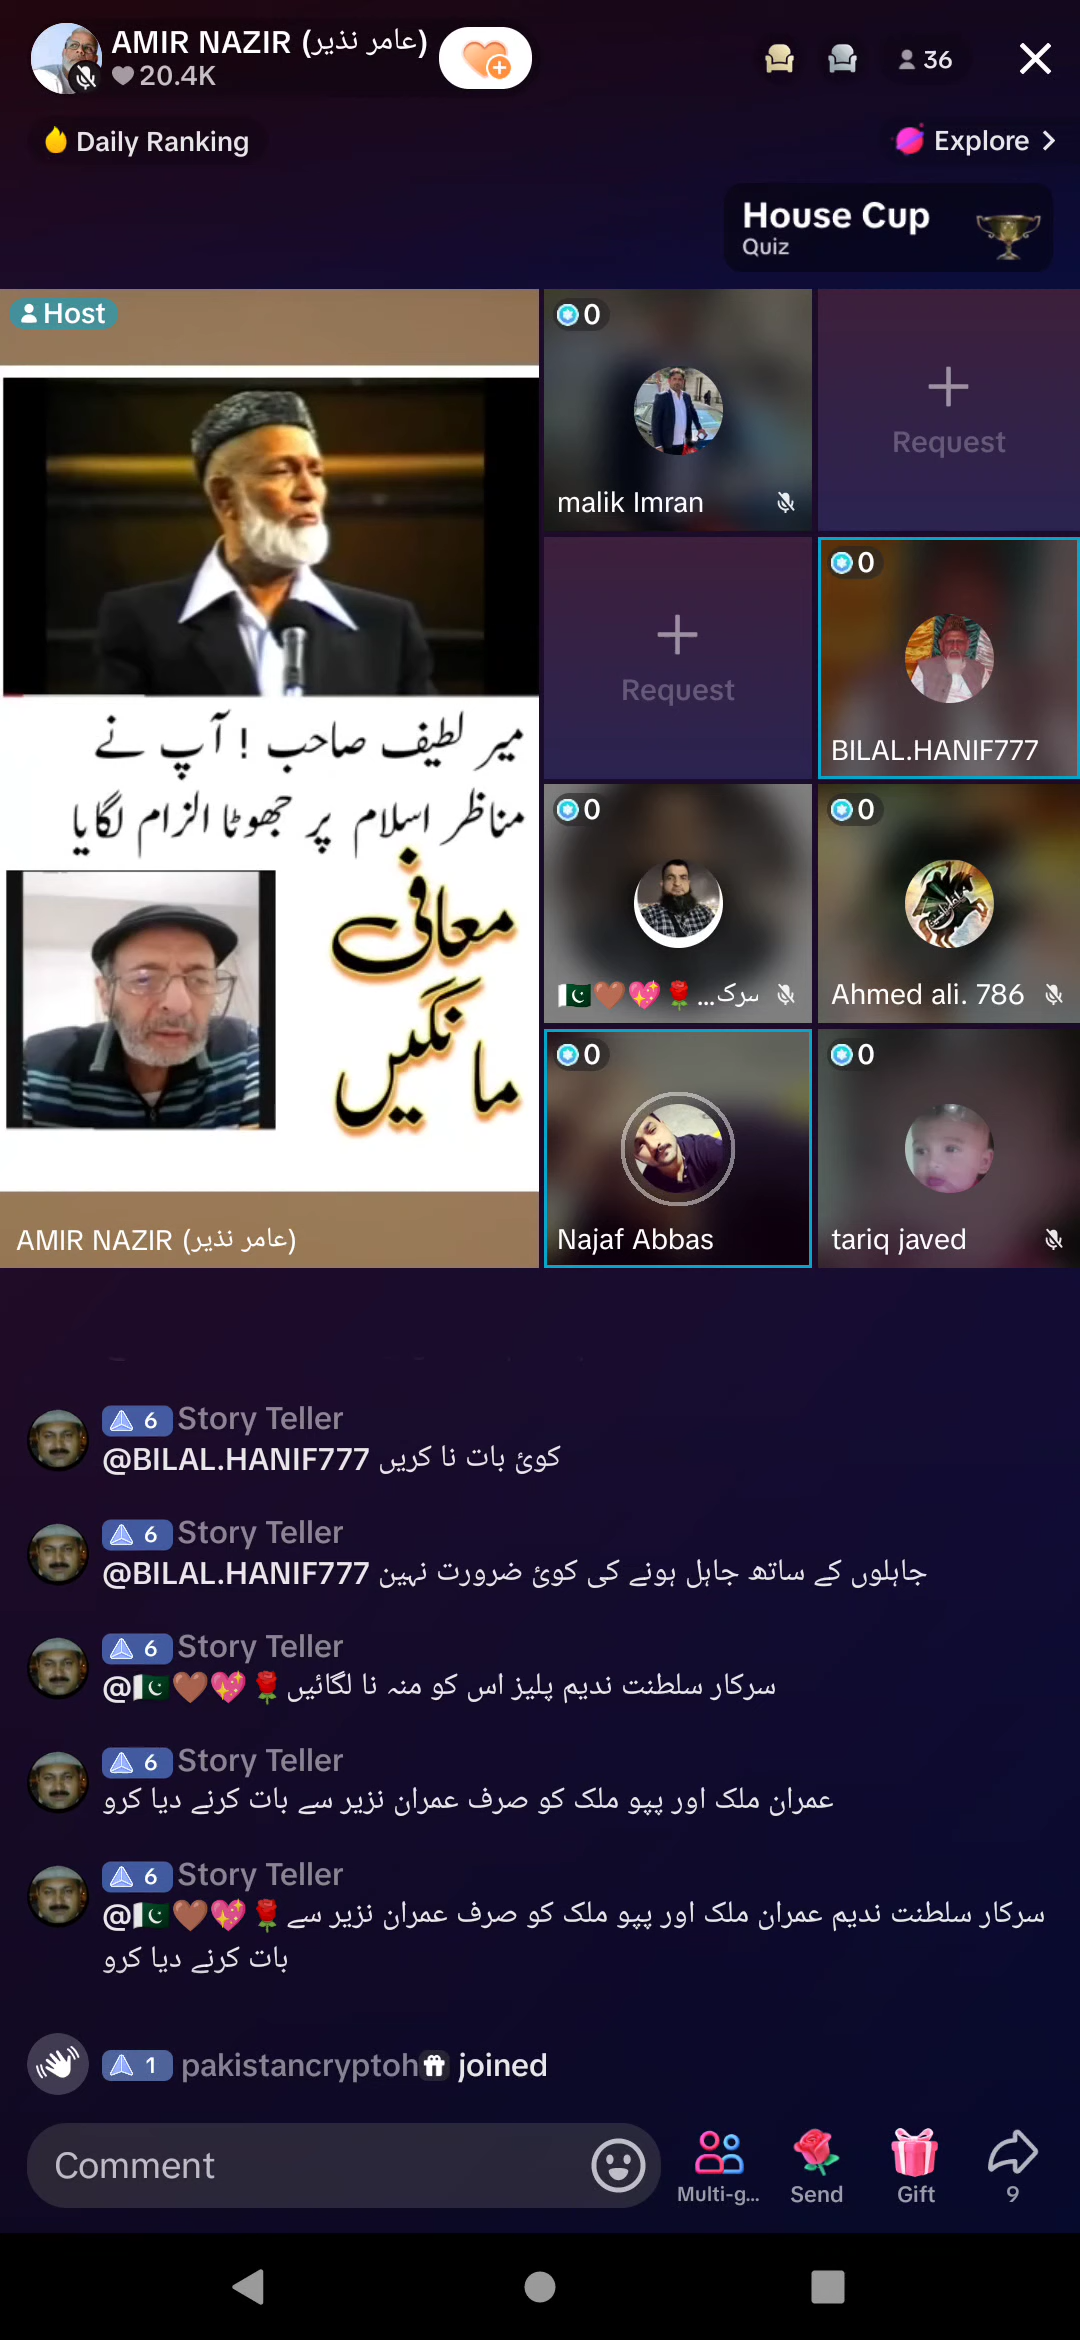 AMIR NAZIR (عامر نذیر)
20.4K
36
Daily Ranking
Explore
House Cup
Quiz
Host
میر لطیف صاحب ! آپ نے
مناظر اسلام پر جھوٹا الزام لگایا
معافی
مانگیں
AMIR NAZIR (عامر نذیر)
0
malik Imran
Request
Request
0
BILAL.HANIF777
0
🇵🇰🤎💖🌹...سرک
0
Ahmed ali. 786
0
Najaf Abbas
0
tariq javed
6 Story Teller
@BILAL.HANIF777 کوئ بات نا کریں
6 Story Teller
@BILAL.HANIF777 جاہلوں کے ساتھ جاہل ہونے کی کوئ ضرورت نہین
6 Story Teller
@🇵🇰🤎💖🌹سرکار سلطنت ندیم پلیز اس کو منہ نا لگائیں
6 Story Teller
عمران ملک اور پپو ملک کو صرف عمران نزیر سے بات کرنے دیا کرو
6 Story Teller
@🇵🇰🤎💖🌹سرکار سلطنت ندیم عمران ملک اور پپو ملک کو صرف عمران نزیر سے
بات کرنے دیا کرو
1 pakistancryptoh joined
Comment
Multi-g...
Send
Gift
9